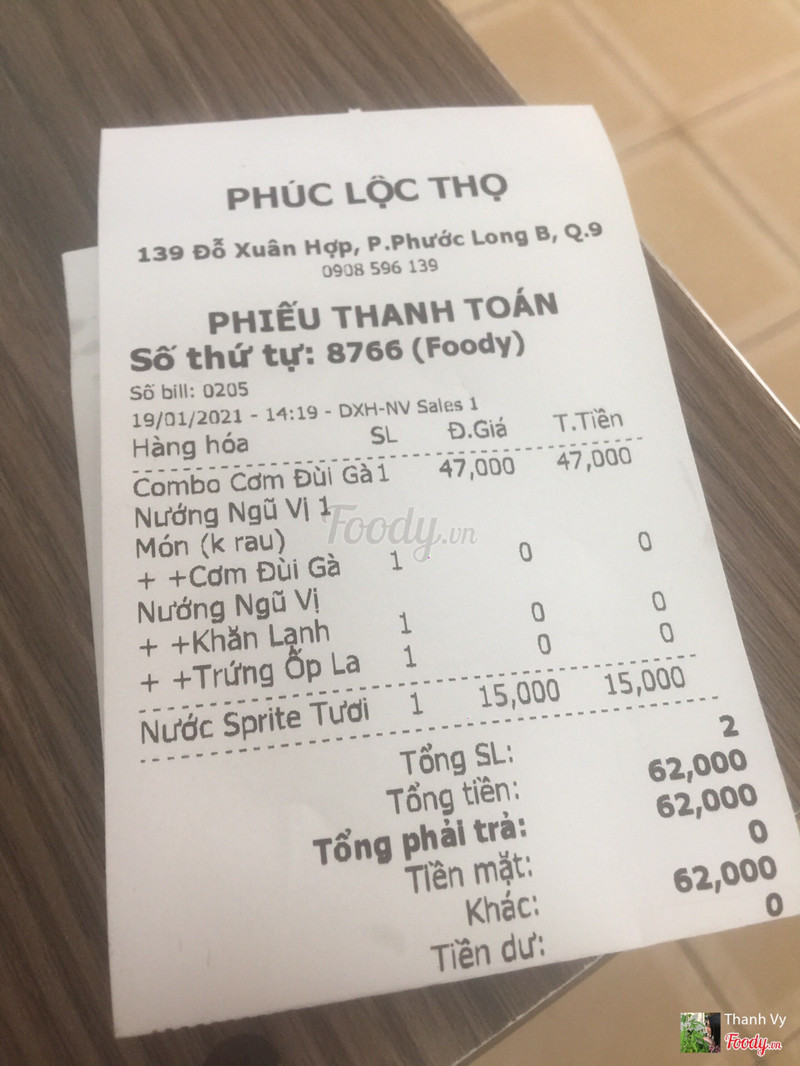 PHÚC LỘC THỌ
139 Đỗ Xuân Hợp, P.Phước Long B, Q.9
0908 596 139
PHIẾU THANH TOÁN
Số thứ tự: 8766 (Foody)
Số bill: 0205
19/01/2021 - 14:19 - DXH-NV Sales 1
Hàng hóa SL Đ.Giá T.Tiền
Combo Cơm Đùi Gà 1 47,000 47,000
Nướng Ngũ Vị 1
Món (k rau)
+ +Cơm Đùi Gà 1 0 0
Nướng Ngũ Vị
+ +Khăn Lạnh 1 0 0
+ +Trứng Ốp La 1 0 0
Nước Sprite Tươi 1 15,000 15,000
Tổng SL: 2
Tổng tiền: 62,000
Tổng phải trả: 62,000
Tiền mặt: 0
Khác: 62,000
Tiền dư: 0
Foody.vn
Thanh Vy
Foody.vn